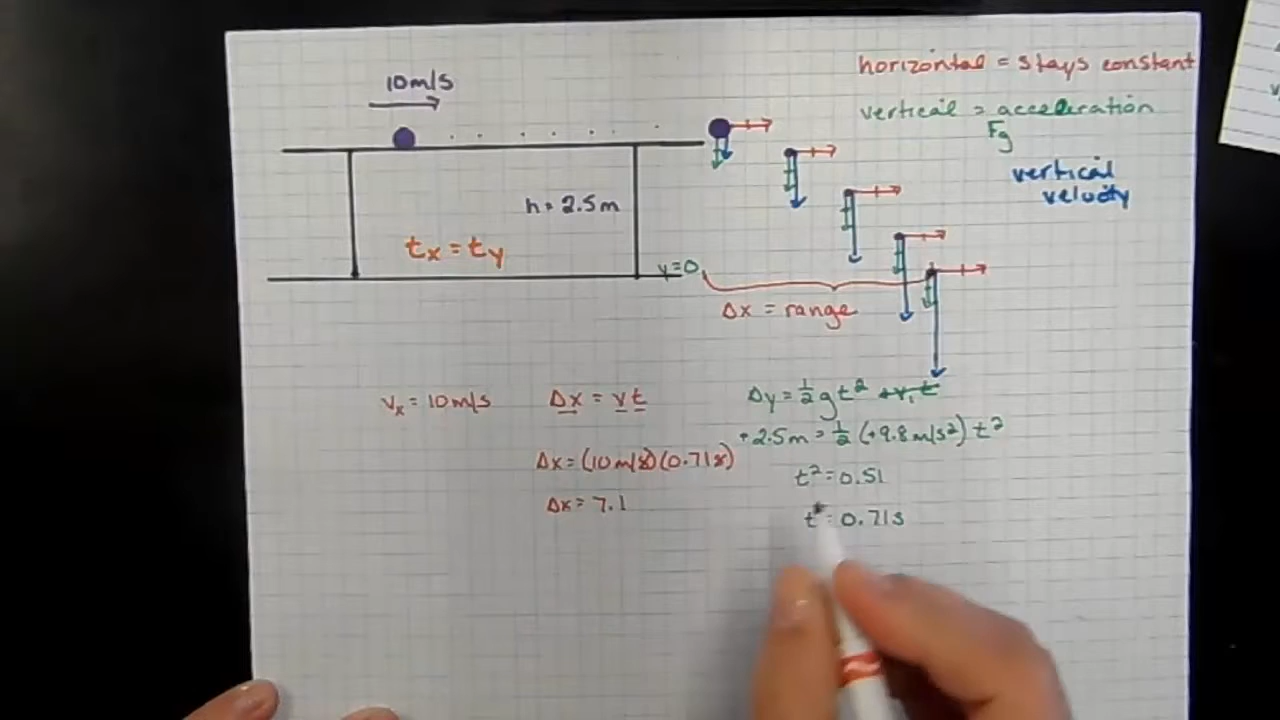 10m/s
horizontal = stays constant
vertical = acceleration
Fg
vertical
velocity
h = 2.5m
tx = ty
y=0
Δx = range
vx = 10m/s
Δx = vt
Δy = ½gt² +v₁t
+2.5m = ½(+9.8m/s²)t²
Δx = (10m/s)(0.71s)
t² = 0.51
Δx = 7.1
t = 0.71s